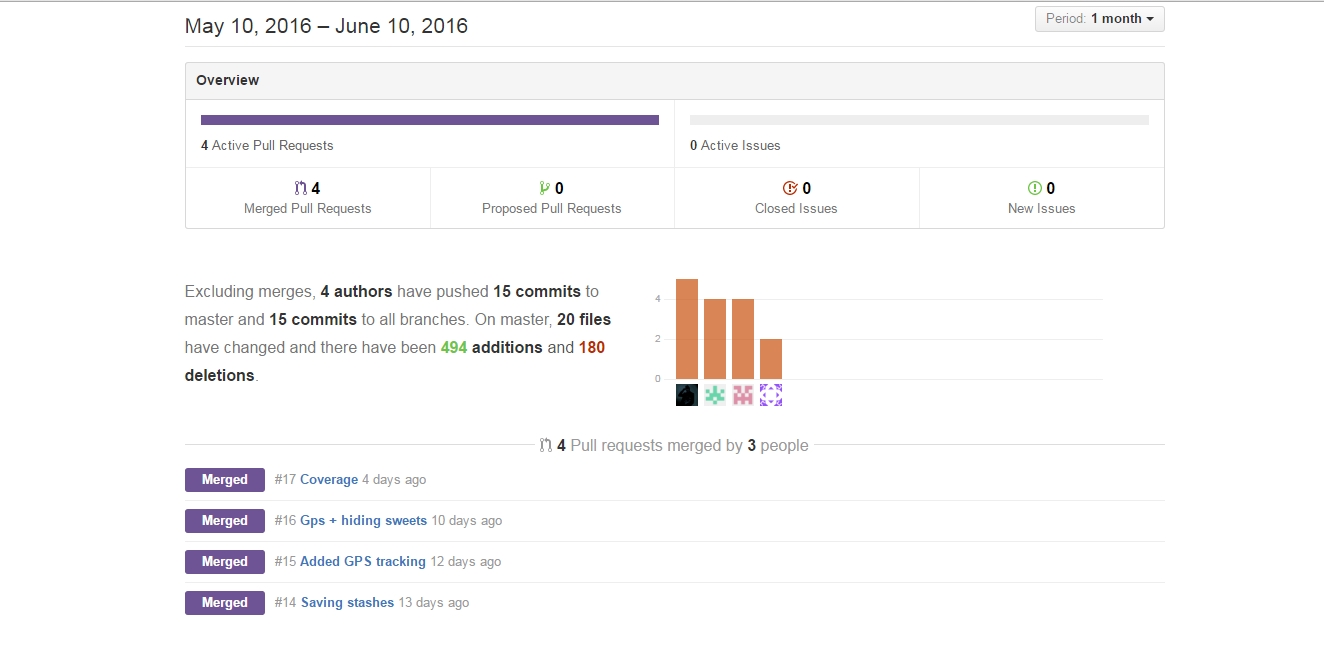 May 10, 2016 – June 10, 2016
Period: 1 month
Overview
4 Active Pull Requests
0 Active Issues
4
Merged Pull Requests
0
Proposed Pull Requests
0
Closed Issues
0
New Issues
Excluding merges, 4 authors have pushed 15 commits to
master and 15 commits to all branches. On master, 20 files
have changed and there have been 494 additions and 180
deletions.
4
2
0
4 Pull requests merged by 3 people
Merged #17 Coverage 4 days ago
Merged #16 Gps + hiding sweets 10 days ago
Merged #15 Added GPS tracking 12 days ago
Merged #14 Saving stashes 13 days ago